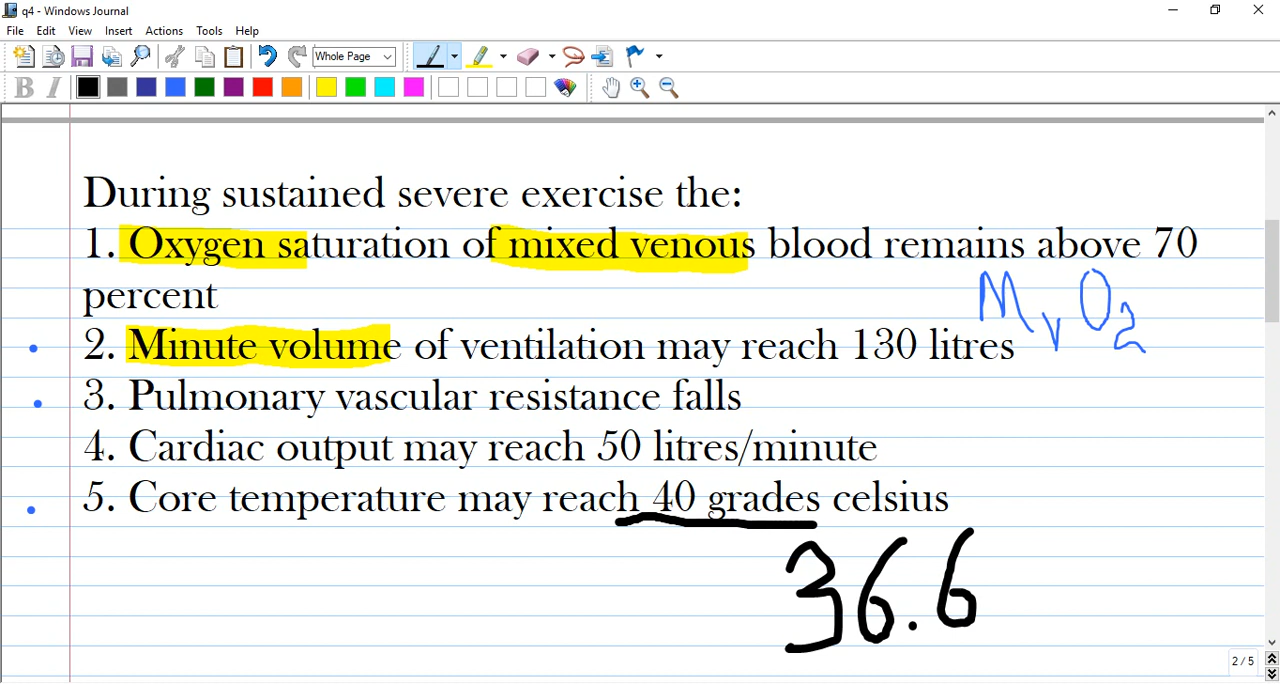 q4 - Windows Journal
File Edit View Insert Actions Tools Help
Whole Page
B I
During sustained severe exercise the:
1. Oxygen saturation of mixed venous blood remains above 70
percent
MvO2
2. Minute volume of ventilation may reach 130 litres
3. Pulmonary vascular resistance falls
4. Cardiac output may reach 50 litres/minute
5. Core temperature may reach 40 grades celsius
36.6
2 / 5